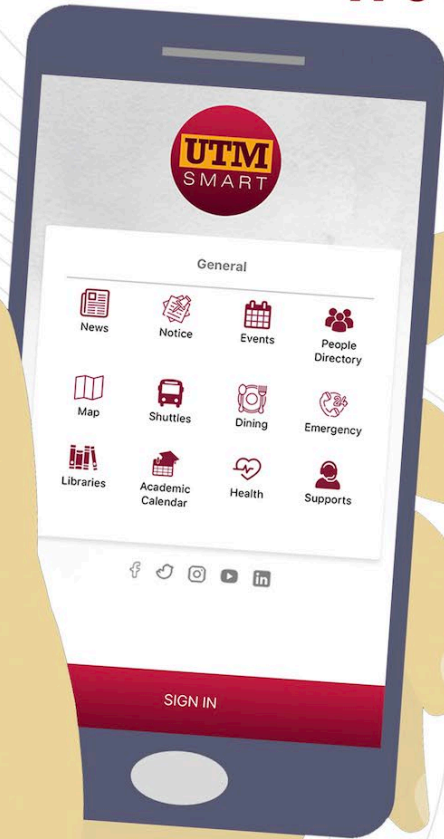 UTM
SMART
General
News
Notice
Events
People
Directory
Map
Shuttles
Dining
Emergency
Libraries
Academic
Calendar
Health
Supports
SIGN IN